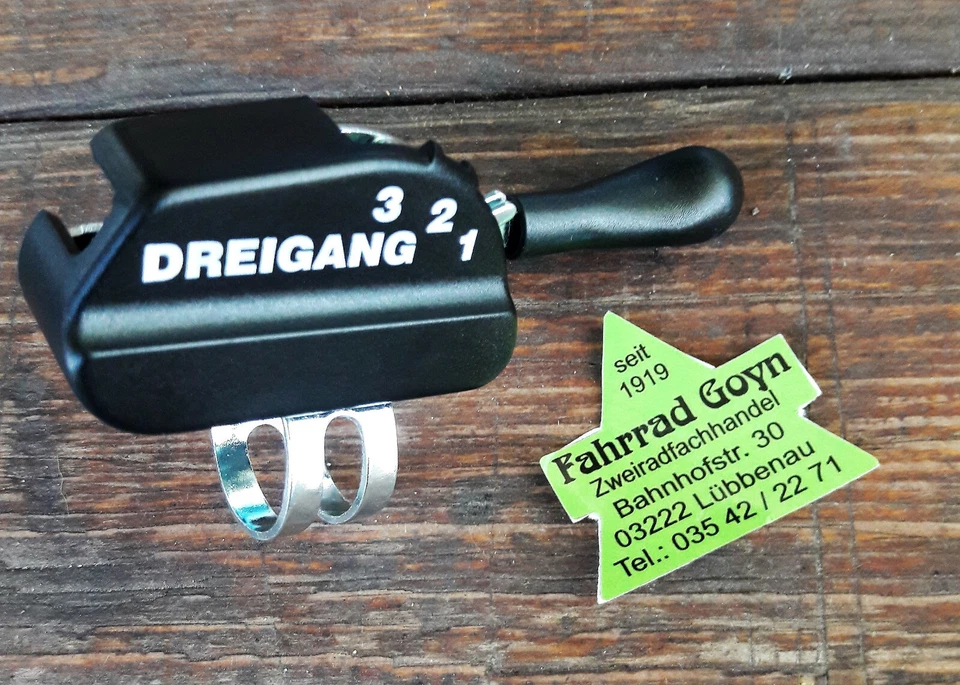 3
2
DREIGANG 1
seit
1919
Fahrrad Goyn
Zweiradfachhandel
Bahnhofstr. 30
03222 Lübbenau
Tel.: 035 42 / 22 71